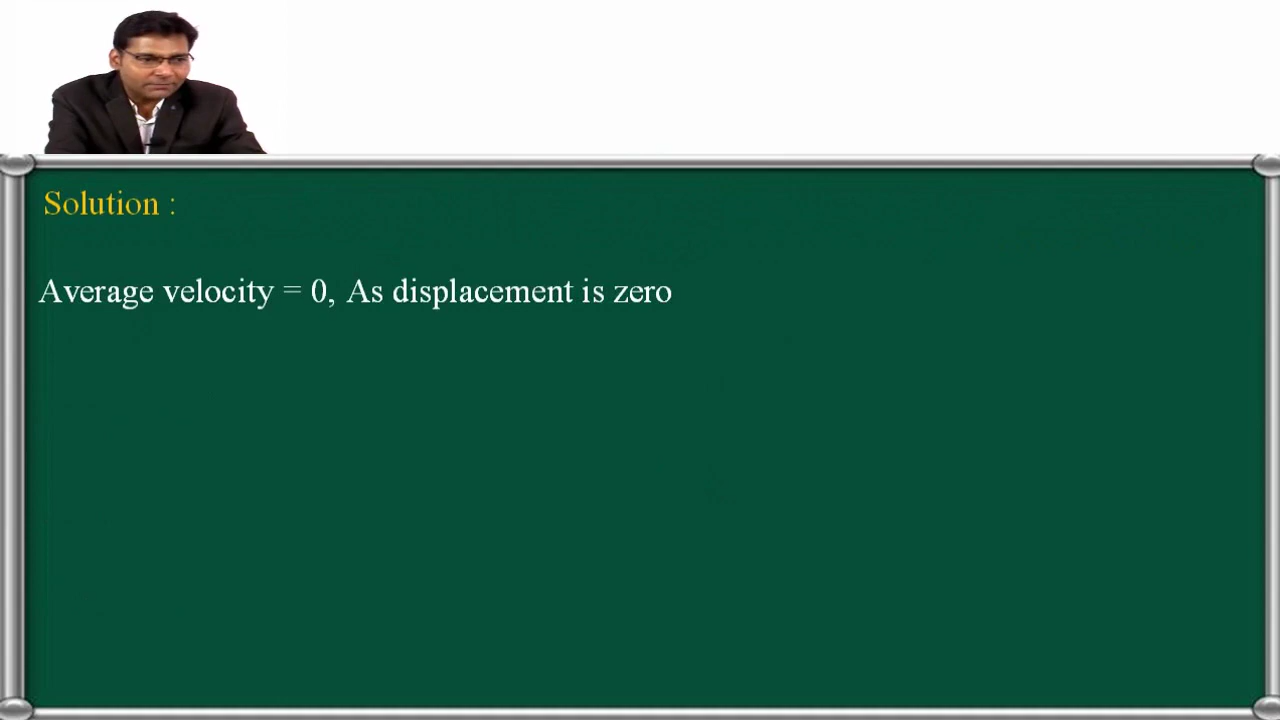 Solution :
Average velocity = 0, As displacement is zero